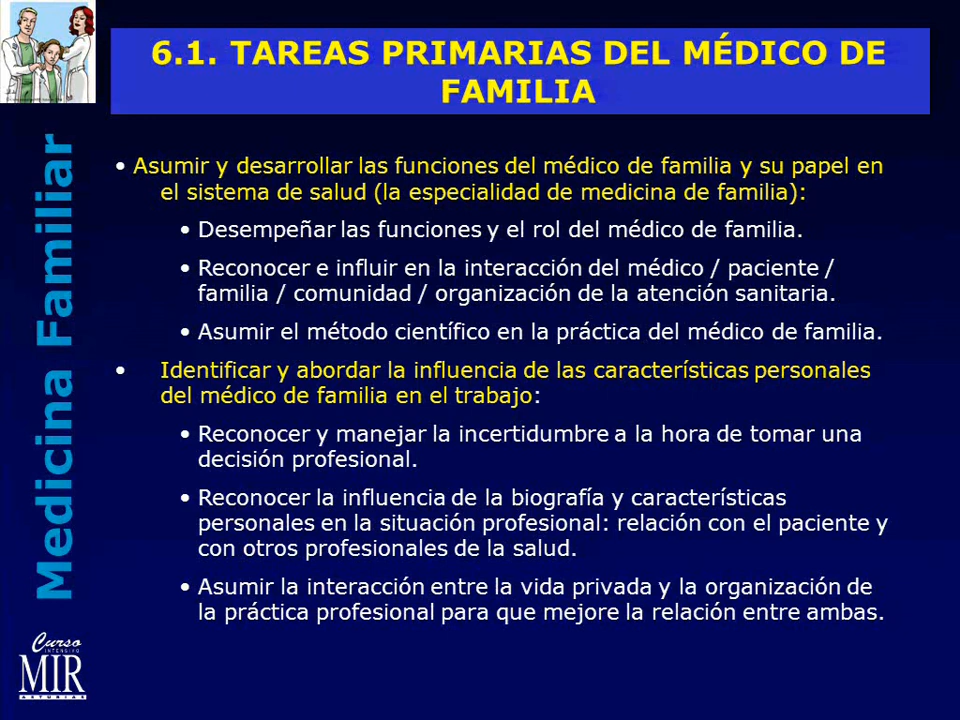 6.1. TAREAS PRIMARIAS DEL MÉDICO DE
FAMILIA
• Asumir y desarrollar las funciones del médico de familia y su papel en
el sistema de salud (la especialidad de medicina de familia):
• Desempeñar las funciones y el rol del médico de familia.
• Reconocer e influir en la interacción del médico / paciente /
familia / comunidad / organización de la atención sanitaria.
• Asumir el método científico en la práctica del médico de familia.
• Identificar y abordar la influencia de las características personales
del médico de familia en el trabajo:
• Reconocer y manejar la incertidumbre a la hora de tomar una
decisión profesional.
• Reconocer la influencia de la biografía y características
personales en la situación profesional: relación con el paciente y
con otros profesionales de la salud.
• Asumir la interacción entre la vida privada y la organización de
la práctica profesional para que mejore la relación entre ambas.
Medicina Familiar
Curso
INTENSIVO
MIR
ASTURIAS